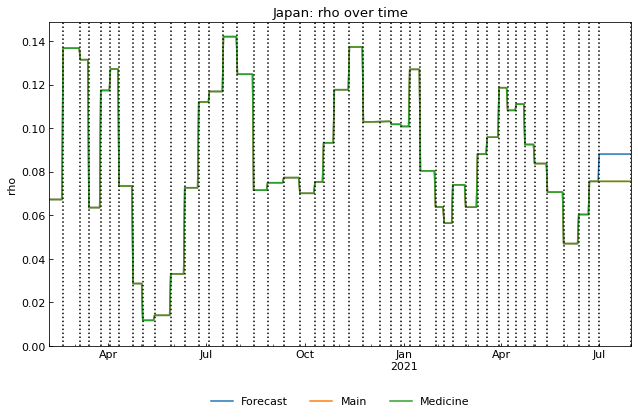 Japan: rho over time
0.14
0.12
0.10
0.08
0.06
0.04
0.02
0.00
rho
Apr Jul Oct Jan Apr Jul
2021
Forecast Main Medicine